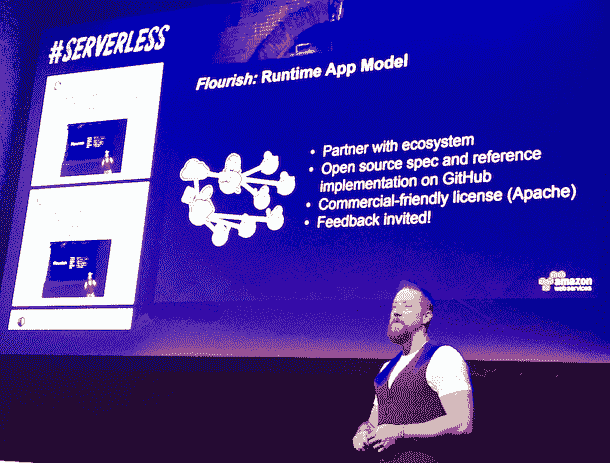 #SERVERLESS
Flourish: Runtime App Model
• Partner with ecosystem
• Open source spec and reference
implementation on GitHub
• Commercial-friendly license (Apache)
• Feedback invited!
amazon
webservices